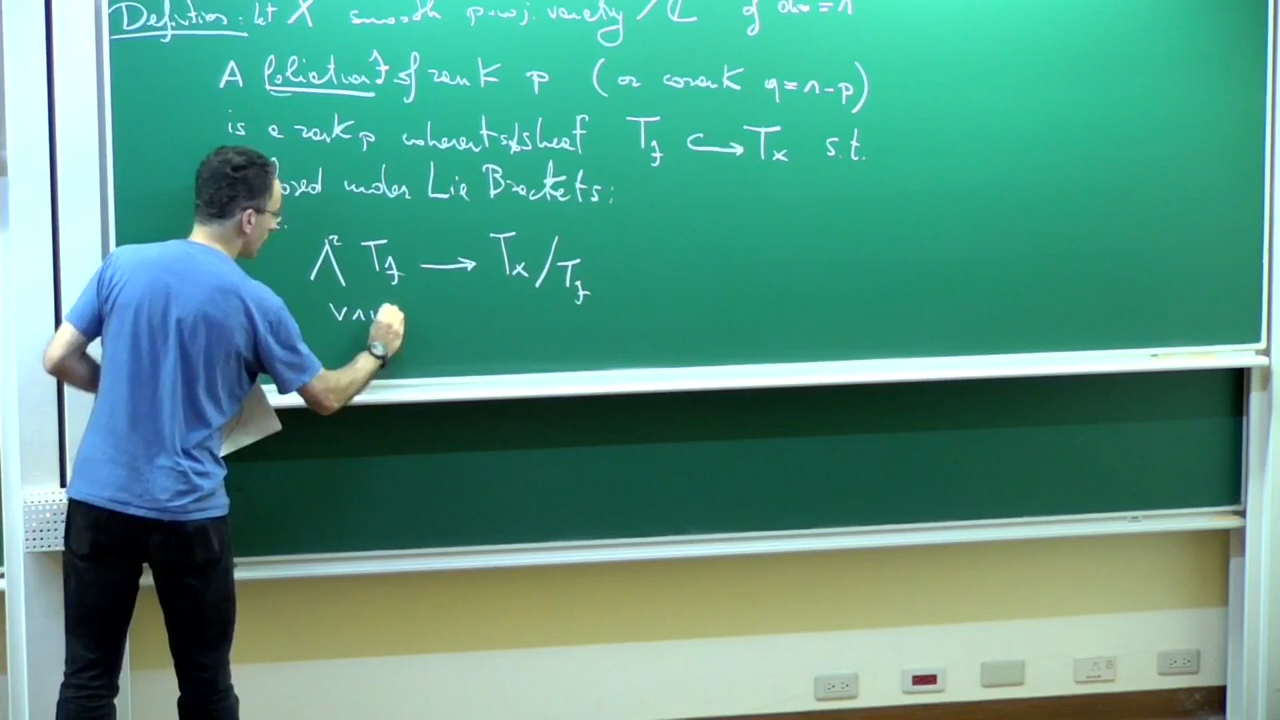 Definition: Let X smooth proj. variety / ℂ of dim = n
A foliation F of rank p (or corank q = n - p)
is a rank p coherent subsheaf T_F ↪ T_X s.t.
closed under Lie Brackets:
Λ² T_F → T_X / T_F
v ∧